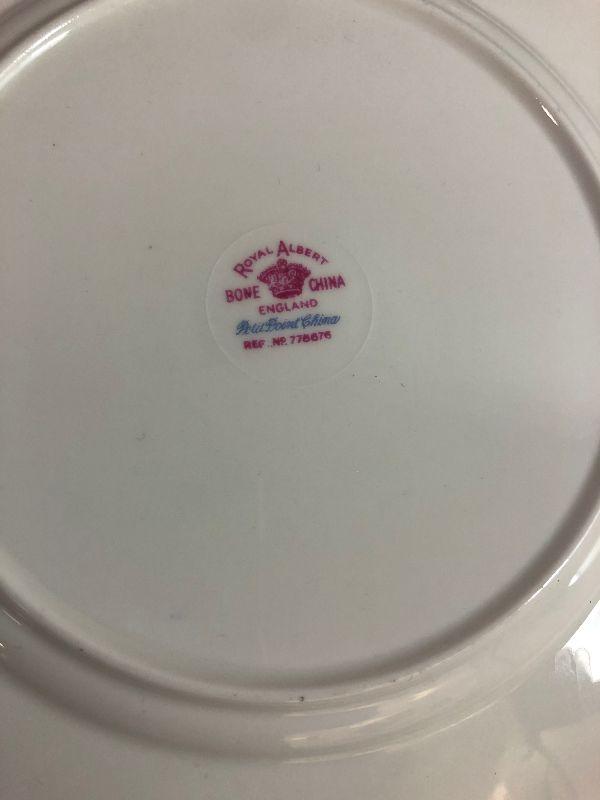 ROYAL ALBERT
BONE CHINA
ENGLAND
Petit Point China
REF. Nº. 778676